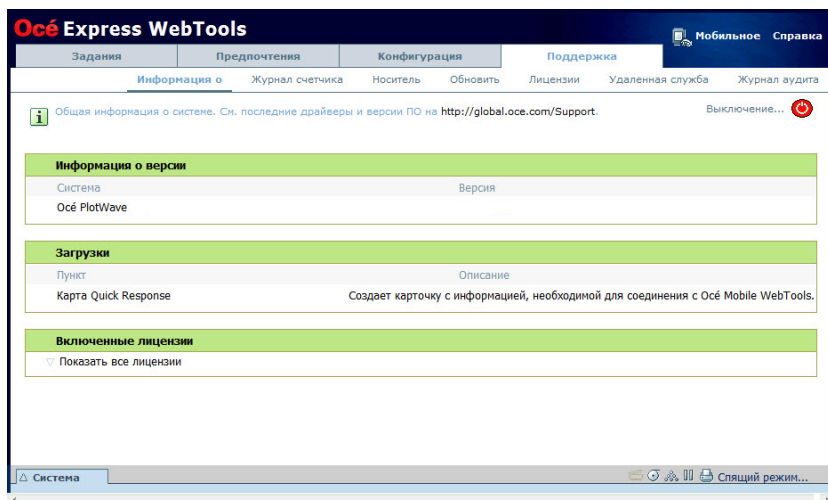 Océ Express WebTools
Мобильное Справка
Задания Предпочтения Конфигурация Поддержка
Информация о Журнал счетчика Носитель Обновить Лицензии Удаленная служба Журнал аудита
Общая информация о системе. См. последние драйверы и версии ПО на http://global.oce.com/Support.
Выключение...
Информация о версии
Система Версия
Océ PlotWave
Загрузки
Пункт Описание
Карта Quick Response Создает карточку с информацией, необходимой для соединения с Océ Mobile WebTools.
Включенные лицензии
Показать все лицензии
Система
Спящий режим...